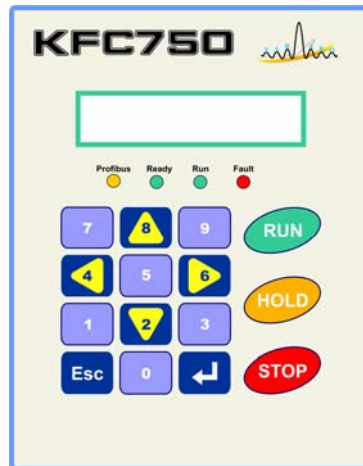 KFC750
Profibus Ready Run Fault
7 8 9 RUN
4 5 6
HOLD
1 2 3
Esc 0 STOP